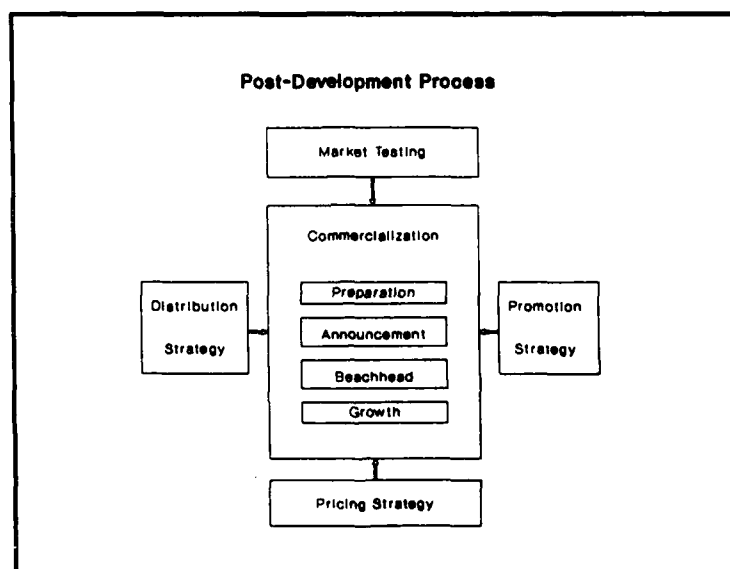 Post-Development Process
Market Testing
Commercialization
Preparation
Announcement
Beachhead
Growth
Distribution
Strategy
Promotion
Strategy
Pricing Strategy